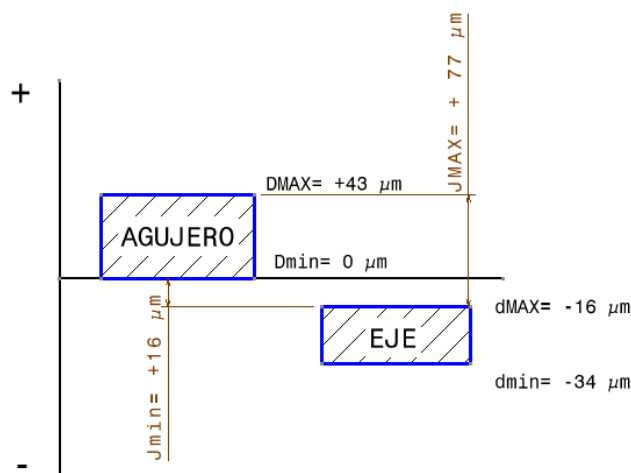 +
JMAX= + 77 µm
DMAX= +43 µm
AGUJERO
Dmin= 0 µm
Jmin= +16 µm
dMAX= -16 µm
EJE
dmin= -34 µm
-